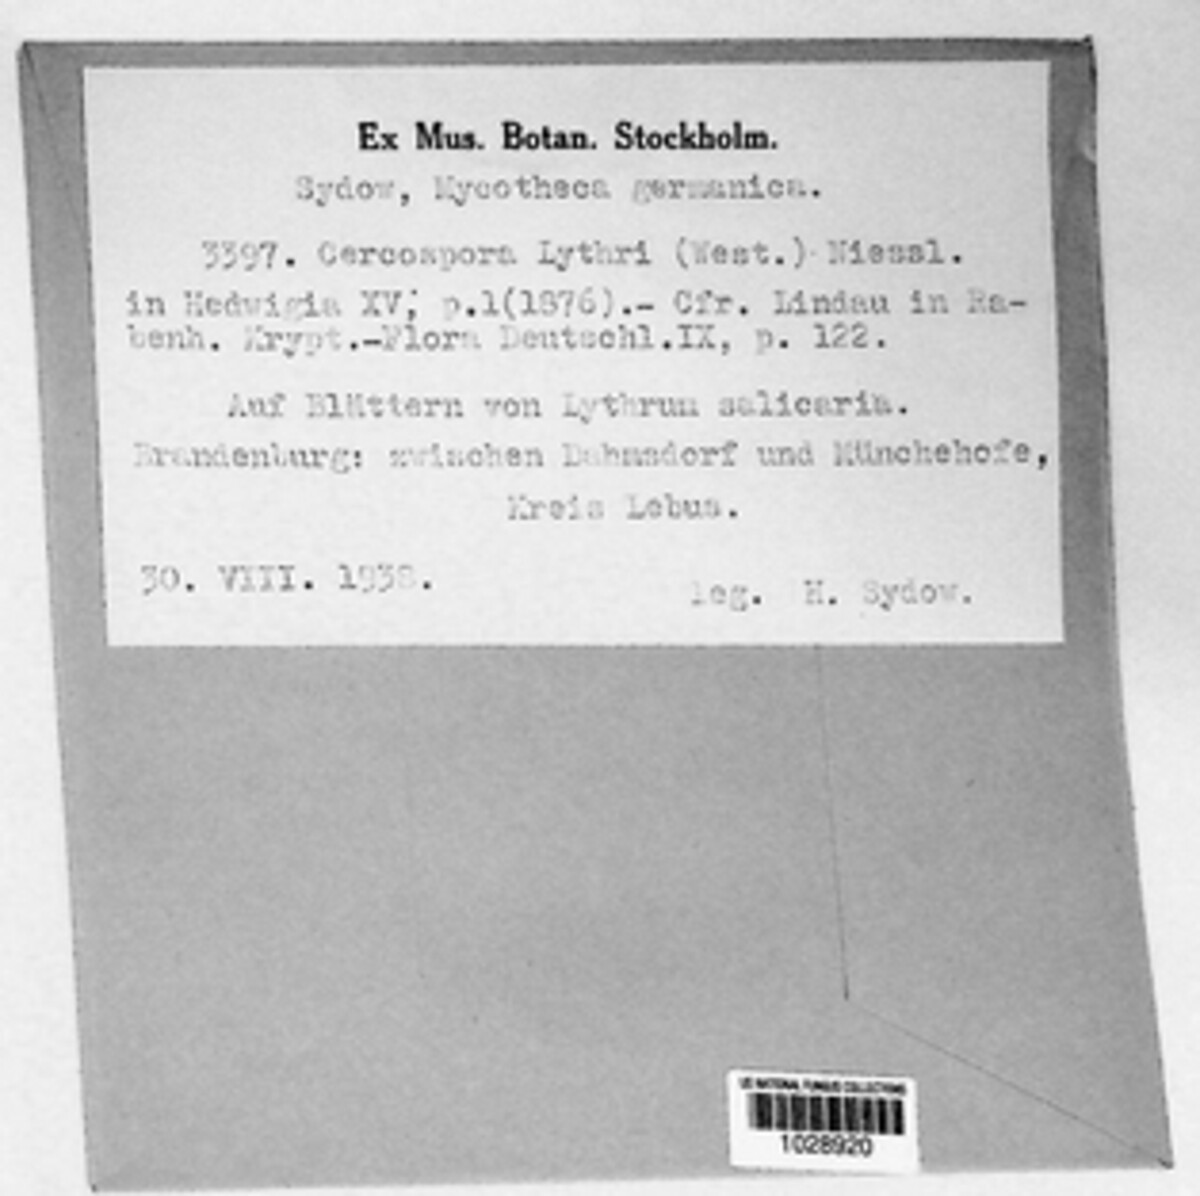 Ex Mus. Botan. Stockholm.
Sydow, Mycotheca germanica.
3397. Cercospora Lythri (West.) Niessl.
in Hedwigia XV, p.1(1876).- Cfr. Lindau in Ra-
benh. Krypt.-Flora Deutschl.IX, p. 122.
Auf Blättern von Lythrum salicaria.
Brandenburg: zwischen Dahmsdorf und Münchehofe,
Kreis Lebus.
30. VIII. 1938.
leg. H. Sydow.
US NATIONAL FUNGUS COLLECTIONS
1028920